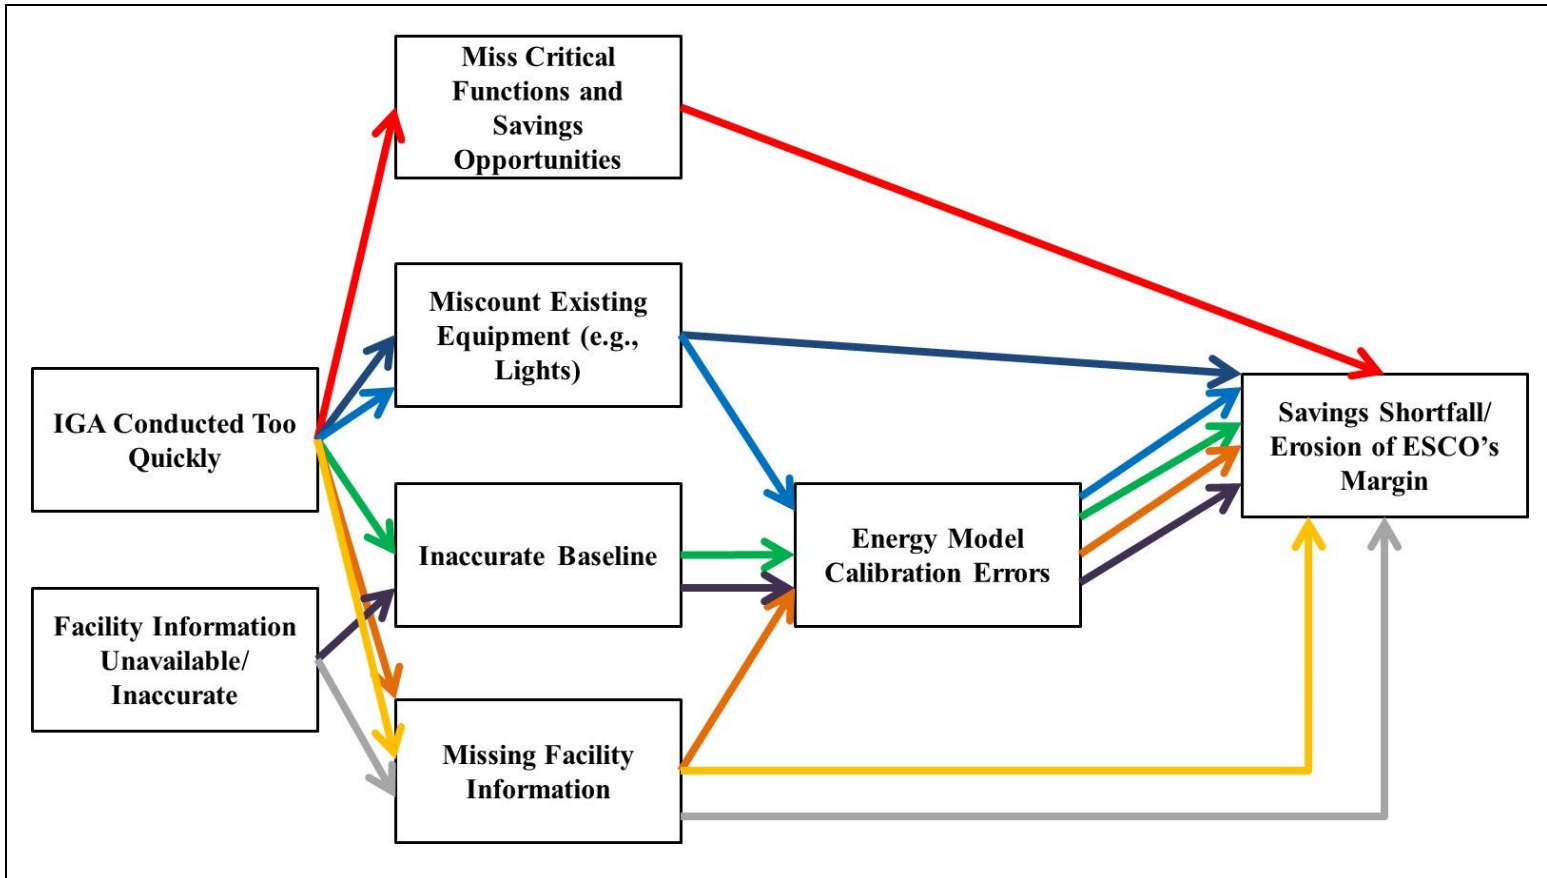 Miss Critical
Functions and
Savings
Opportunities
Miscount Existing
Equipment (e.g.,
Lights)
IGA Conducted Too
Quickly
Savings Shortfall/
Erosion of ESCO's
Margin
Inaccurate Baseline
Energy Model
Calibration Errors
Facility Information
Unavailable/
Inaccurate
Missing Facility
Information